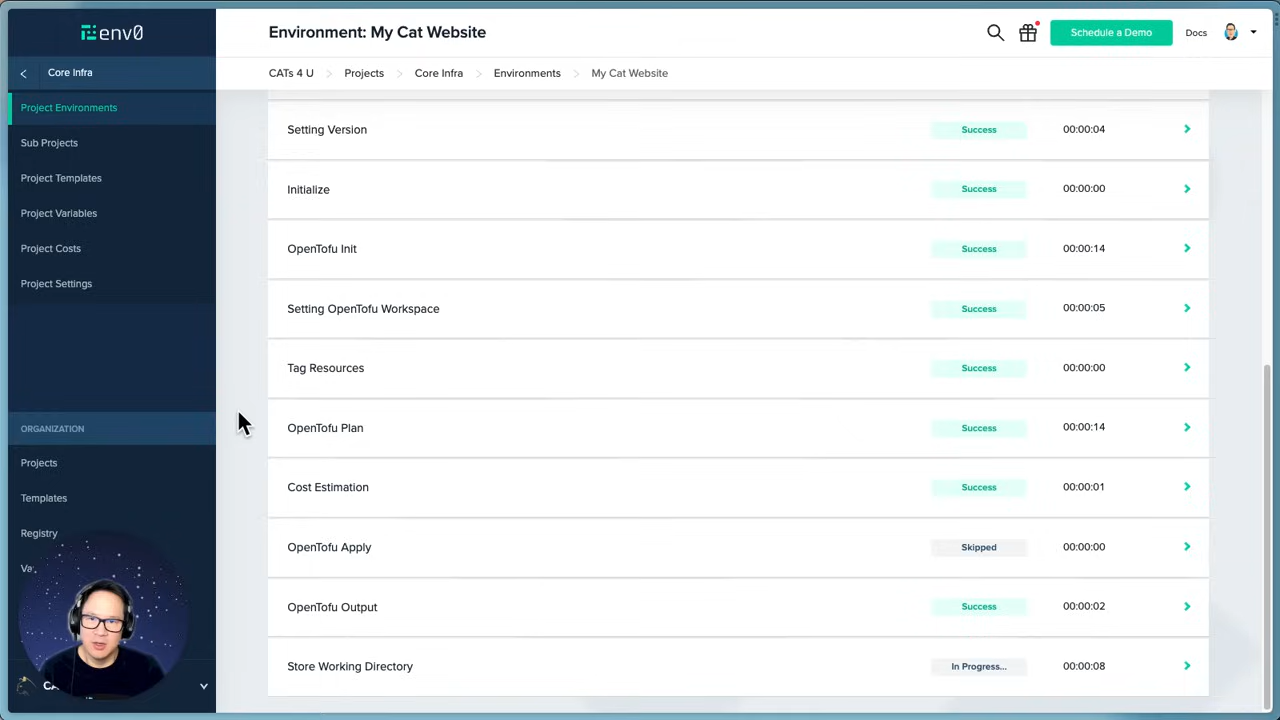 env0
Environment: My Cat Website
Schedule a Demo
Docs
Core Infra
CATs 4 U
Projects
Core Infra
Environments
My Cat Website
Project Environments
Sub Projects
Project Templates
Project Variables
Project Costs
Project Settings
ORGANIZATION
Projects
Templates
Registry
Setting Version Success 00:00:04
Initialize Success 00:00:00
OpenTofu Init Success 00:00:14
Setting OpenTofu Workspace Success 00:00:05
Tag Resources Success 00:00:00
OpenTofu Plan Success 00:00:14
Cost Estimation Success 00:00:01
OpenTofu Apply Skipped 00:00:00
OpenTofu Output Success 00:00:02
Store Working Directory In Progress... 00:00:08